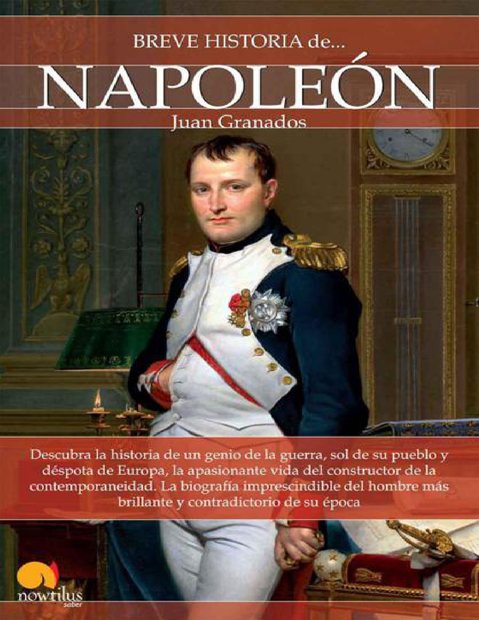 BREVE HISTORIA de...
NAPOLEÓN
Juan Granados
Descubra la historia de un genio de la guerra, sol de su pueblo y
déspota de Europa, la apasionante vida del constructor de la
contemporaneidad. La biografía imprescindible del hombre más
brillante y contradictorio de su época
nowtilus
saber